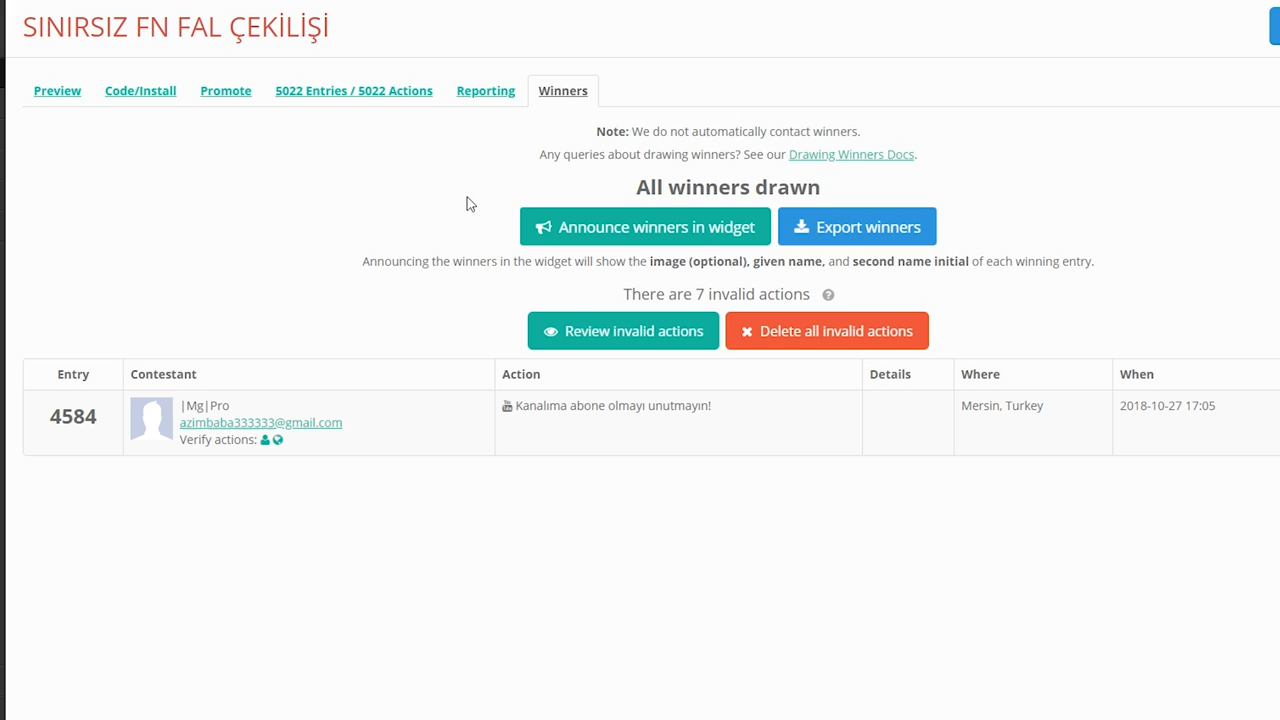 SINIRSIZ FN FAL ÇEKİLİŞİ
Preview Code/Install Promote 5022 Entries / 5022 Actions Reporting Winners
Note: We do not automatically contact winners.
Any queries about drawing winners? See our Drawing Winners Docs.
All winners drawn
Announce winners in widget Export winners
Announcing the winners in the widget will show the image (optional), given name, and second name initial of each winning entry.
There are 7 invalid actions ?
Review invalid actions Delete all invalid actions
Entry Contestant Action Details Where When
4584 |Mg|Pro Kanalıma abone olmayı unutmayın! Mersin, Turkey 2018-10-27 17:05
azimbaba333333@gmail.com
Verify actions: